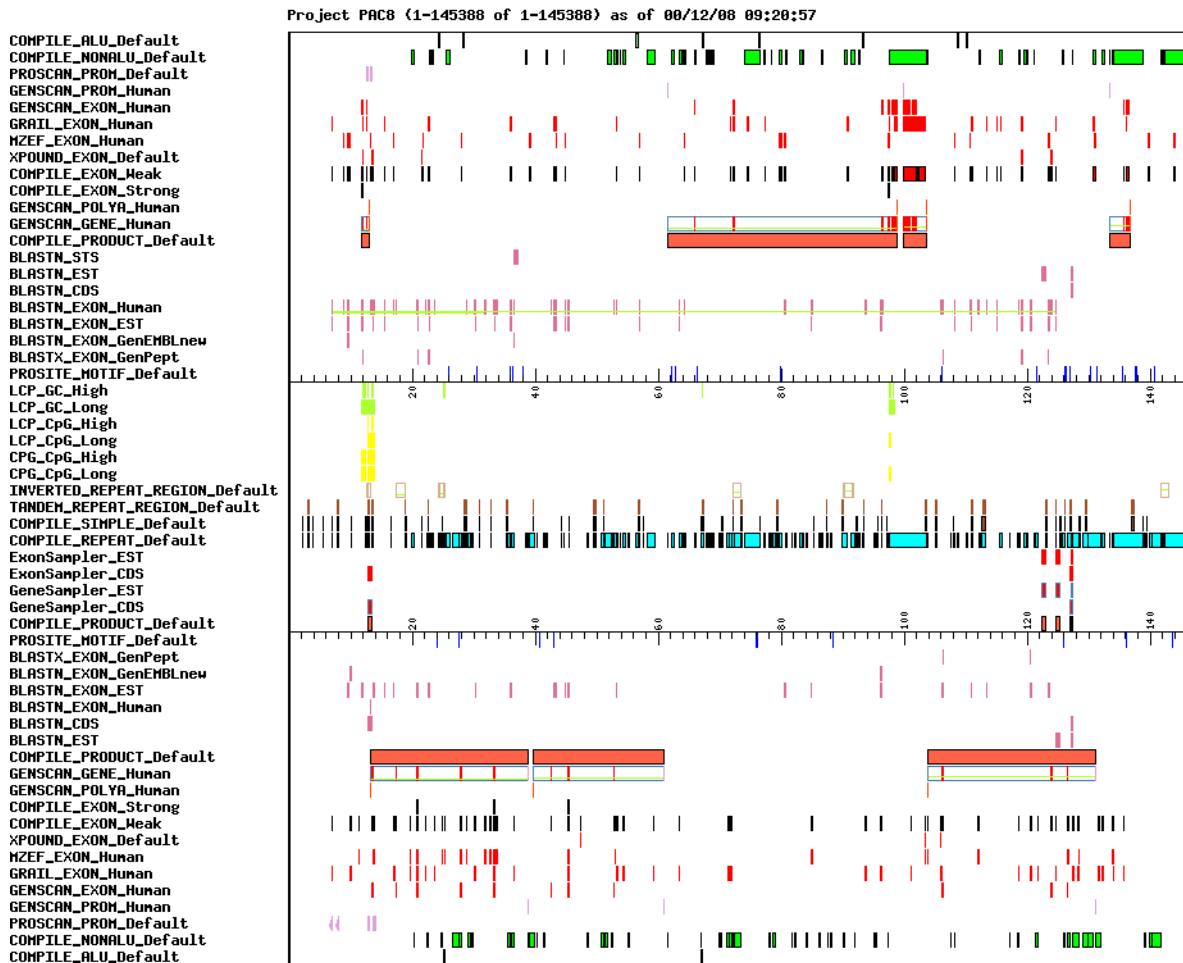 Project PAC8 (1-145388 of 1-145388) as of 00/12/08 09:20:57
COMPILE_ALU_Default
COMPILE_NONALU_Default
PROSCAN_PROM_Default
GENSCAN_PROM_Human
GENSCAN_EXON_Human
GRAIL_EXON_Human
MZEF_EXON_Human
XPOUND_EXON_Default
COMPILE_EXON_Weak
COMPILE_EXON_Strong
GENSCAN_POLYA_Human
GENSCAN_GENE_Human
COMPILE_PRODUCT_Default
BLASTN_STS
BLASTN_EST
BLASTN_CDS
BLASTN_EXON_Human
BLASTN_EXON_EST
BLASTN_EXON_GenEMBLnew
BLASTX_EXON_GenPept
PROSITE_MOTIF_Default
20 40 60 80 100 120 140
LCP_GC_High
LCP_GC_Long
LCP_CpG_High
LCP_CpG_Long
CPG_CpG_High
CPG_CpG_Long
INVERTED_REPEAT_REGION_Default
TANDEM_REPEAT_REGION_Default
COMPILE_SIMPLE_Default
COMPILE_REPEAT_Default
ExonSampler_EST
ExonSampler_CDS
GeneSampler_EST
GeneSampler_CDS
COMPILE_PRODUCT_Default
20 40 60 80 100 120 140
PROSITE_MOTIF_Default
BLASTX_EXON_GenPept
BLASTN_EXON_GenEMBLnew
BLASTN_EXON_EST
BLASTN_EXON_Human
BLASTN_CDS
BLASTN_EST
COMPILE_PRODUCT_Default
GENSCAN_GENE_Human
GENSCAN_POLYA_Human
COMPILE_EXON_Strong
COMPILE_EXON_Weak
XPOUND_EXON_Default
MZEF_EXON_Human
GRAIL_EXON_Human
GENSCAN_EXON_Human
GENSCAN_PROM_Human
PROSCAN_PROM_Default
COMPILE_NONALU_Default
COMPILE_ALU_Default